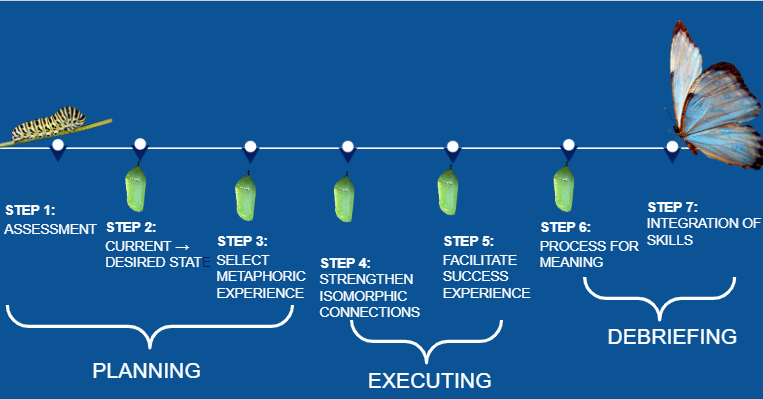 STEP 1:
ASSESSMENT
STEP 2:
CURRENT →
DESIRED STATE
STEP 3:
SELECT
METAPHORIC
EXPERIENCE
STEP 4:
STRENGTHEN
ISOMORPHIC
CONNECTIONS
STEP 5:
FACILITATE
SUCCESS
EXPERIENCE
STEP 6:
PROCESS FOR
MEANING
STEP 7:
INTEGRATION OF
SKILLS
PLANNING
EXECUTING
DEBRIEFING